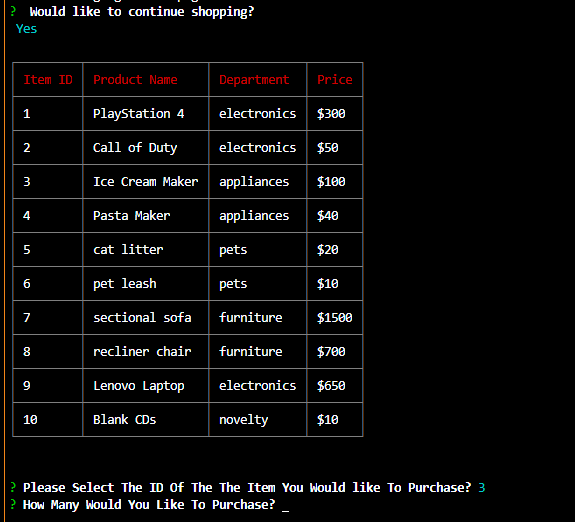 ? Would like to continue shopping?
Yes
Item ID Product Name Department Price
1 PlayStation 4 electronics $300
2 Call of Duty electronics $50
3 Ice Cream Maker appliances $100
4 Pasta Maker appliances $40
5 cat litter pets $20
6 pet leash pets $10
7 sectional sofa furniture $1500
8 recliner chair furniture $700
9 Lenovo Laptop electronics $650
10 Blank CDs novelty $10
? Please Select The ID Of The The Item You Would like To Purchase? 3
? How Many Would You Like To Purchase? _